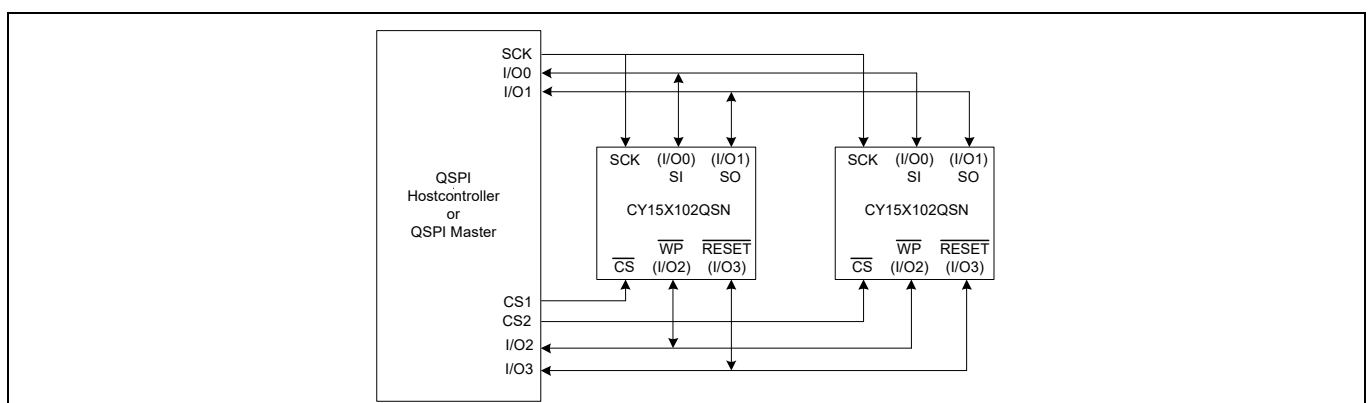 SCK
I/O0
I/O1
QSPI
Hostcontroller
or
QSPI Master
CS1
CS2
I/O2
I/O3
SCK (I/O0) (I/O1)
SI SO
CY15X102QSN
WP RESET
CS (I/O2) (I/O3)
SCK (I/O0) (I/O1)
SI SO
CY15X102QSN
WP RESET
CS (I/O2) (I/O3)